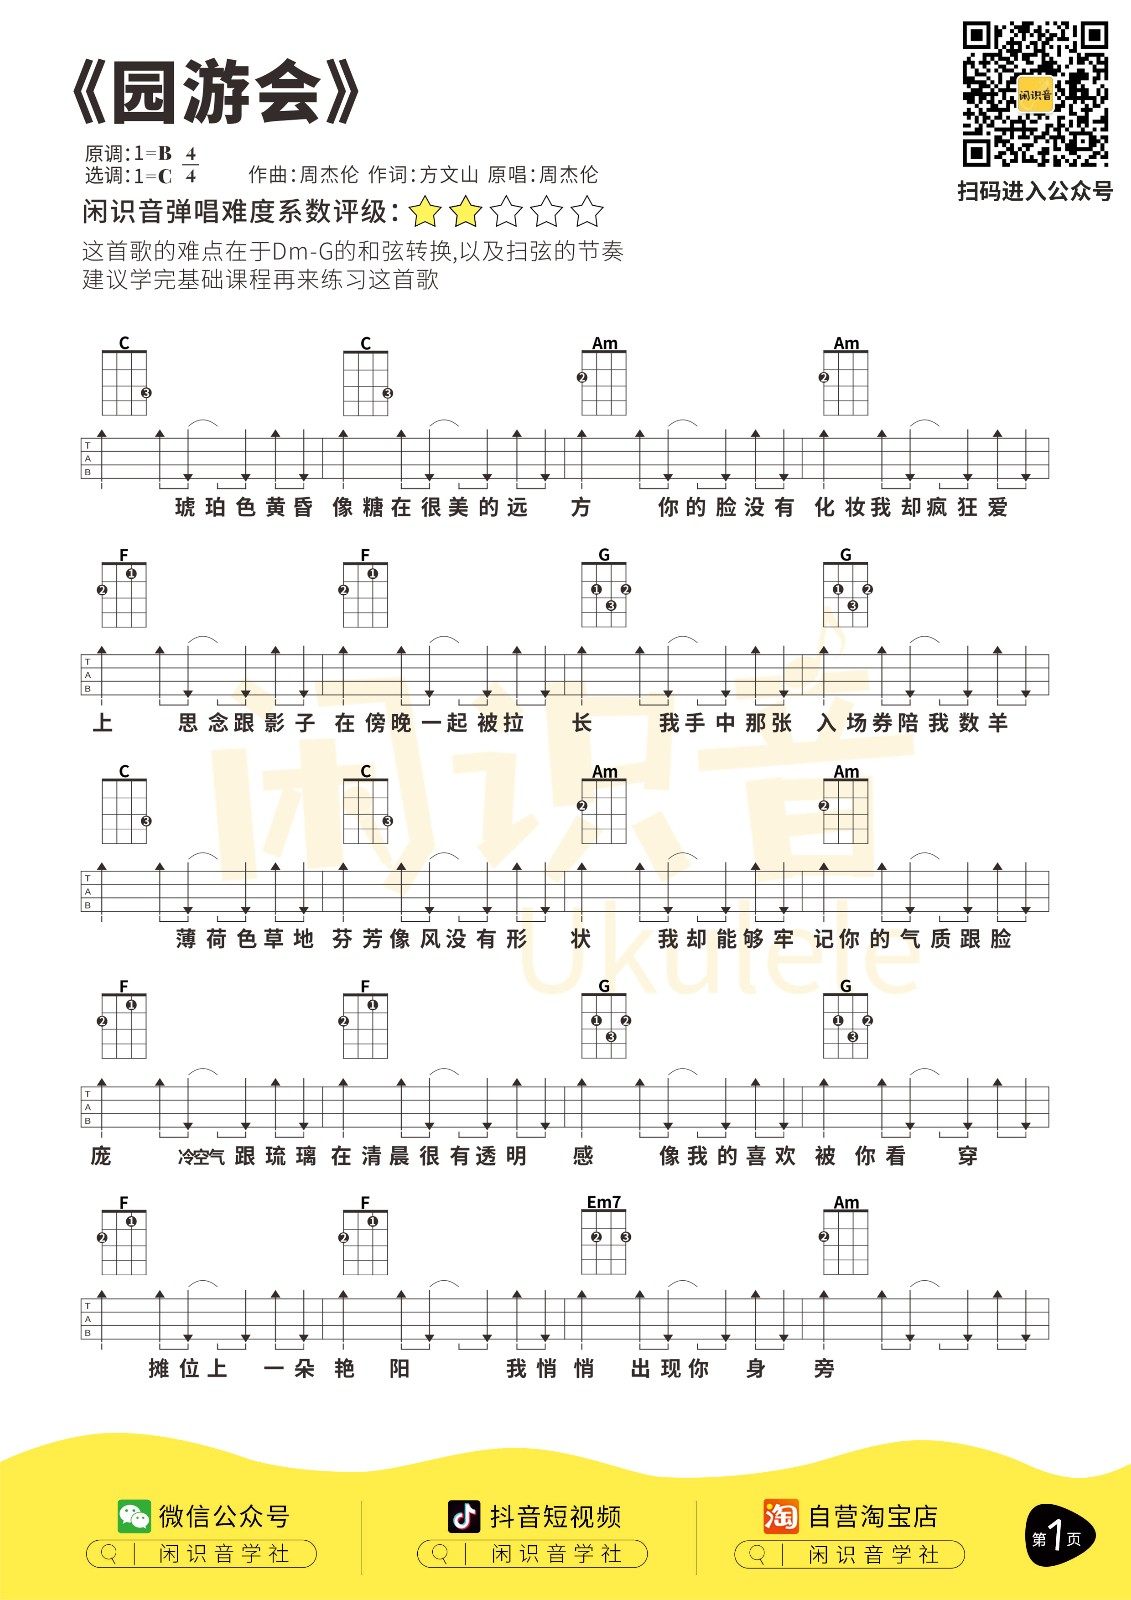 《园游会》
闲识音
扫码进入公众号
原调:1=B 4/4
选调:1=C
作曲:周杰伦 作词:方文山 原唱:周杰伦
闲识音弹唱难度系数评级:
这首歌的难点在于Dm-G的和弦转换,以及扫弦的节奏
建议学完基础课程再来练习这首歌
C C Am Am
3 3 2 2
T
A
B
琥珀色黄昏 像糖在很美的远 方 你的脸没有 化妆我却疯狂爱
F F G G
2 1 2 1 1 3 2 1 3 2
T
A
B
上 思念跟影子 在傍晚一起被拉 长 我手中那张 入场券陪我数羊
C C Am Am
3 3 2 2
T
A
B
薄荷色草地 芬芳像风没有形 状 我却能够牢 记你的气质跟脸
F F G G
2 1 2 1 1 3 2 1 3 2
T
A
B
庞 冷空气跟琉璃 在清晨很有透明 感 像我的喜欢 被你看 穿
F F Em7 Am
2 1 2 1 2 3 2
T
A
B
摊位上 一朵 艳 阳 我悄 悄 出现你 身 旁
闲识音
Ukulele
微信公众号 抖音短视频 淘 自营淘宝店
闲识音学社 闲识音学社 闲识音学社
第1页